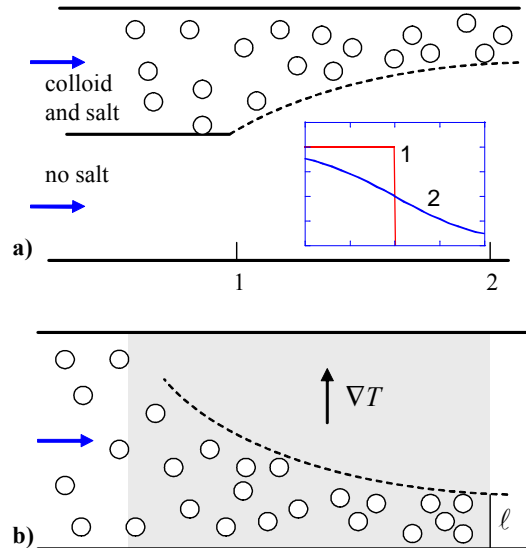 colloid
and salt
no salt
1
2
a)
1
2
∇T
ℓ
b)